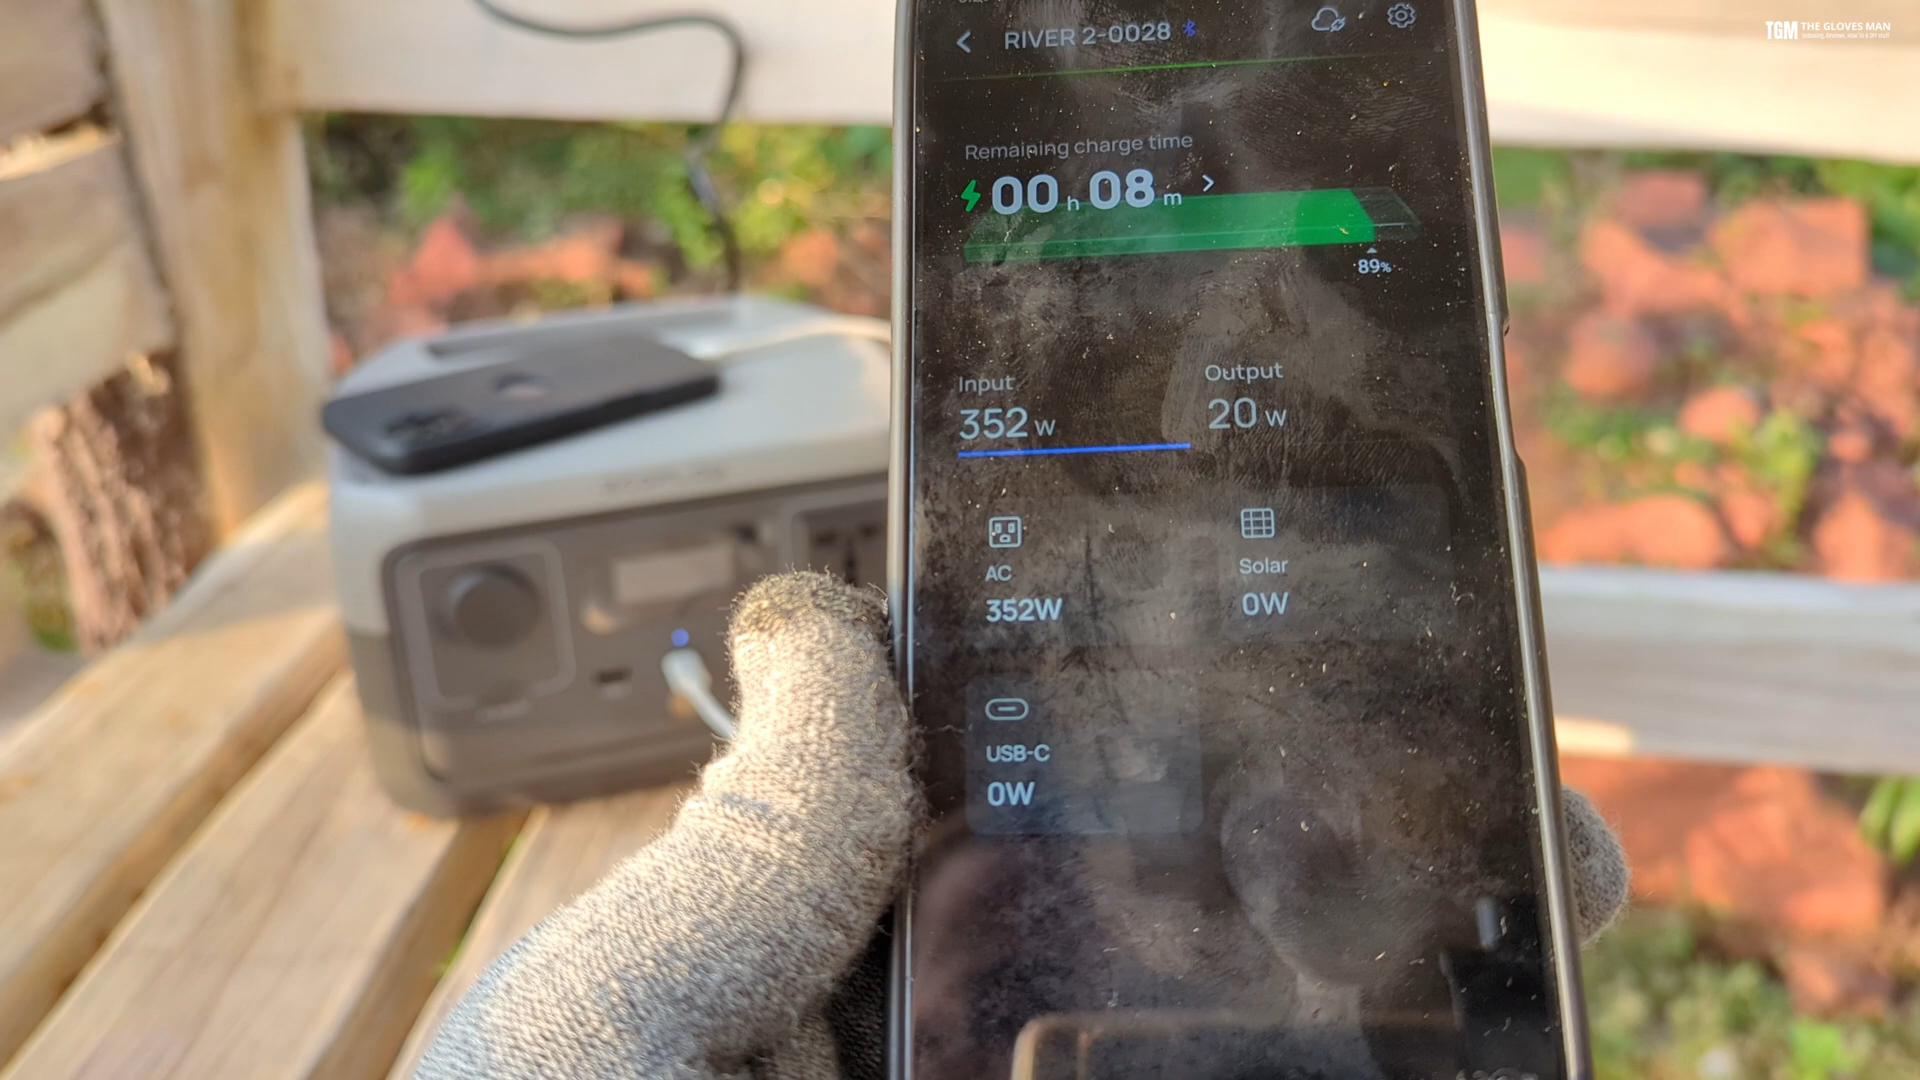 TGM THE GLOVES MAN
RIVER 2-0028
Remaining charge time
00 h 08 m
89%
Input
352 W
Output
20 W
AC
352W
Solar
0W
USB-C
0W